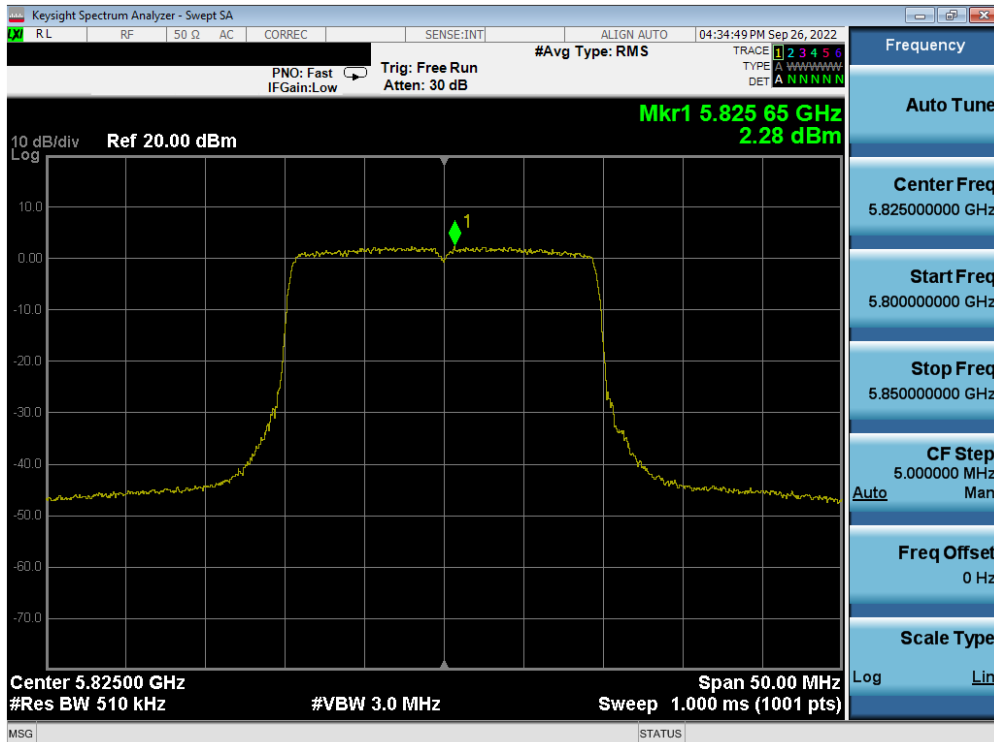 Keysight Spectrum Analyzer - Swept SA
LXI RL RF 50 Ω AC CORREC SENSE:INT ALIGN AUTO 04:34:49 PM Sep 26, 2022
#Avg Type: RMS TRACE 1 2 3 4 5 6
PNO: Fast Trig: Free Run TYPE A WWWWW
IFGain:Low Atten: 30 dB DET A N N N N N
Mkr1 5.825 65 GHz
2.28 dBm
10 dB/div Ref 20.00 dBm
Log
1
10.0
0.00
-10.0
-20.0
-30.0
-40.0
-50.0
-60.0
-70.0
Center 5.82500 GHz Span 50.00 MHz
#Res BW 510 kHz #VBW 3.0 MHz Sweep 1.000 ms (1001 pts)
MSG STATUS
Frequency
Auto Tune
Center Freq
5.825000000 GHz
Start Freq
5.800000000 GHz
Stop Freq
5.850000000 GHz
CF Step
5.000000 MHz
Auto Man
Freq Offset
0 Hz
Scale Type
Log Lin